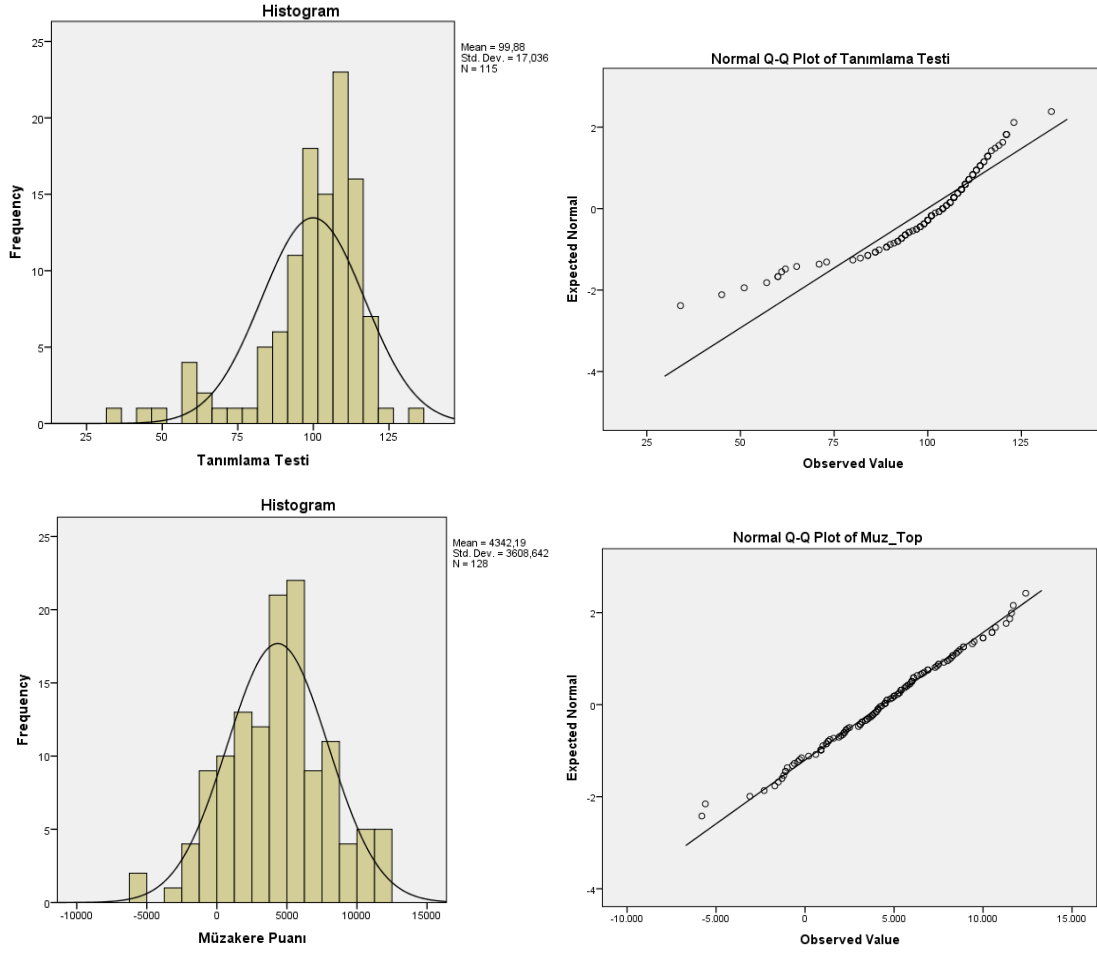 Histogram
Mean = 99,88
Std. Dev. = 17,036
N = 115
25
20
15
10
5
0
Frequency
25 50 75 100 125
Tanımlama Testi
Normal Q-Q Plot of Tanımlama Testi
2
0
-2
-4
Expected Normal
25 50 75 100 125
Observed Value
Histogram
Mean = 4342,19
Std. Dev. = 3608,642
N = 128
25
20
15
10
5
0
Frequency
-10000 -5000 0 5000 10000 15000
Müzakere Puanı
Normal Q-Q Plot of Muz_Top
2
0
-2
-4
Expected Normal
-10.000 -5.000 0 5.000 10.000 15.000
Observed Value